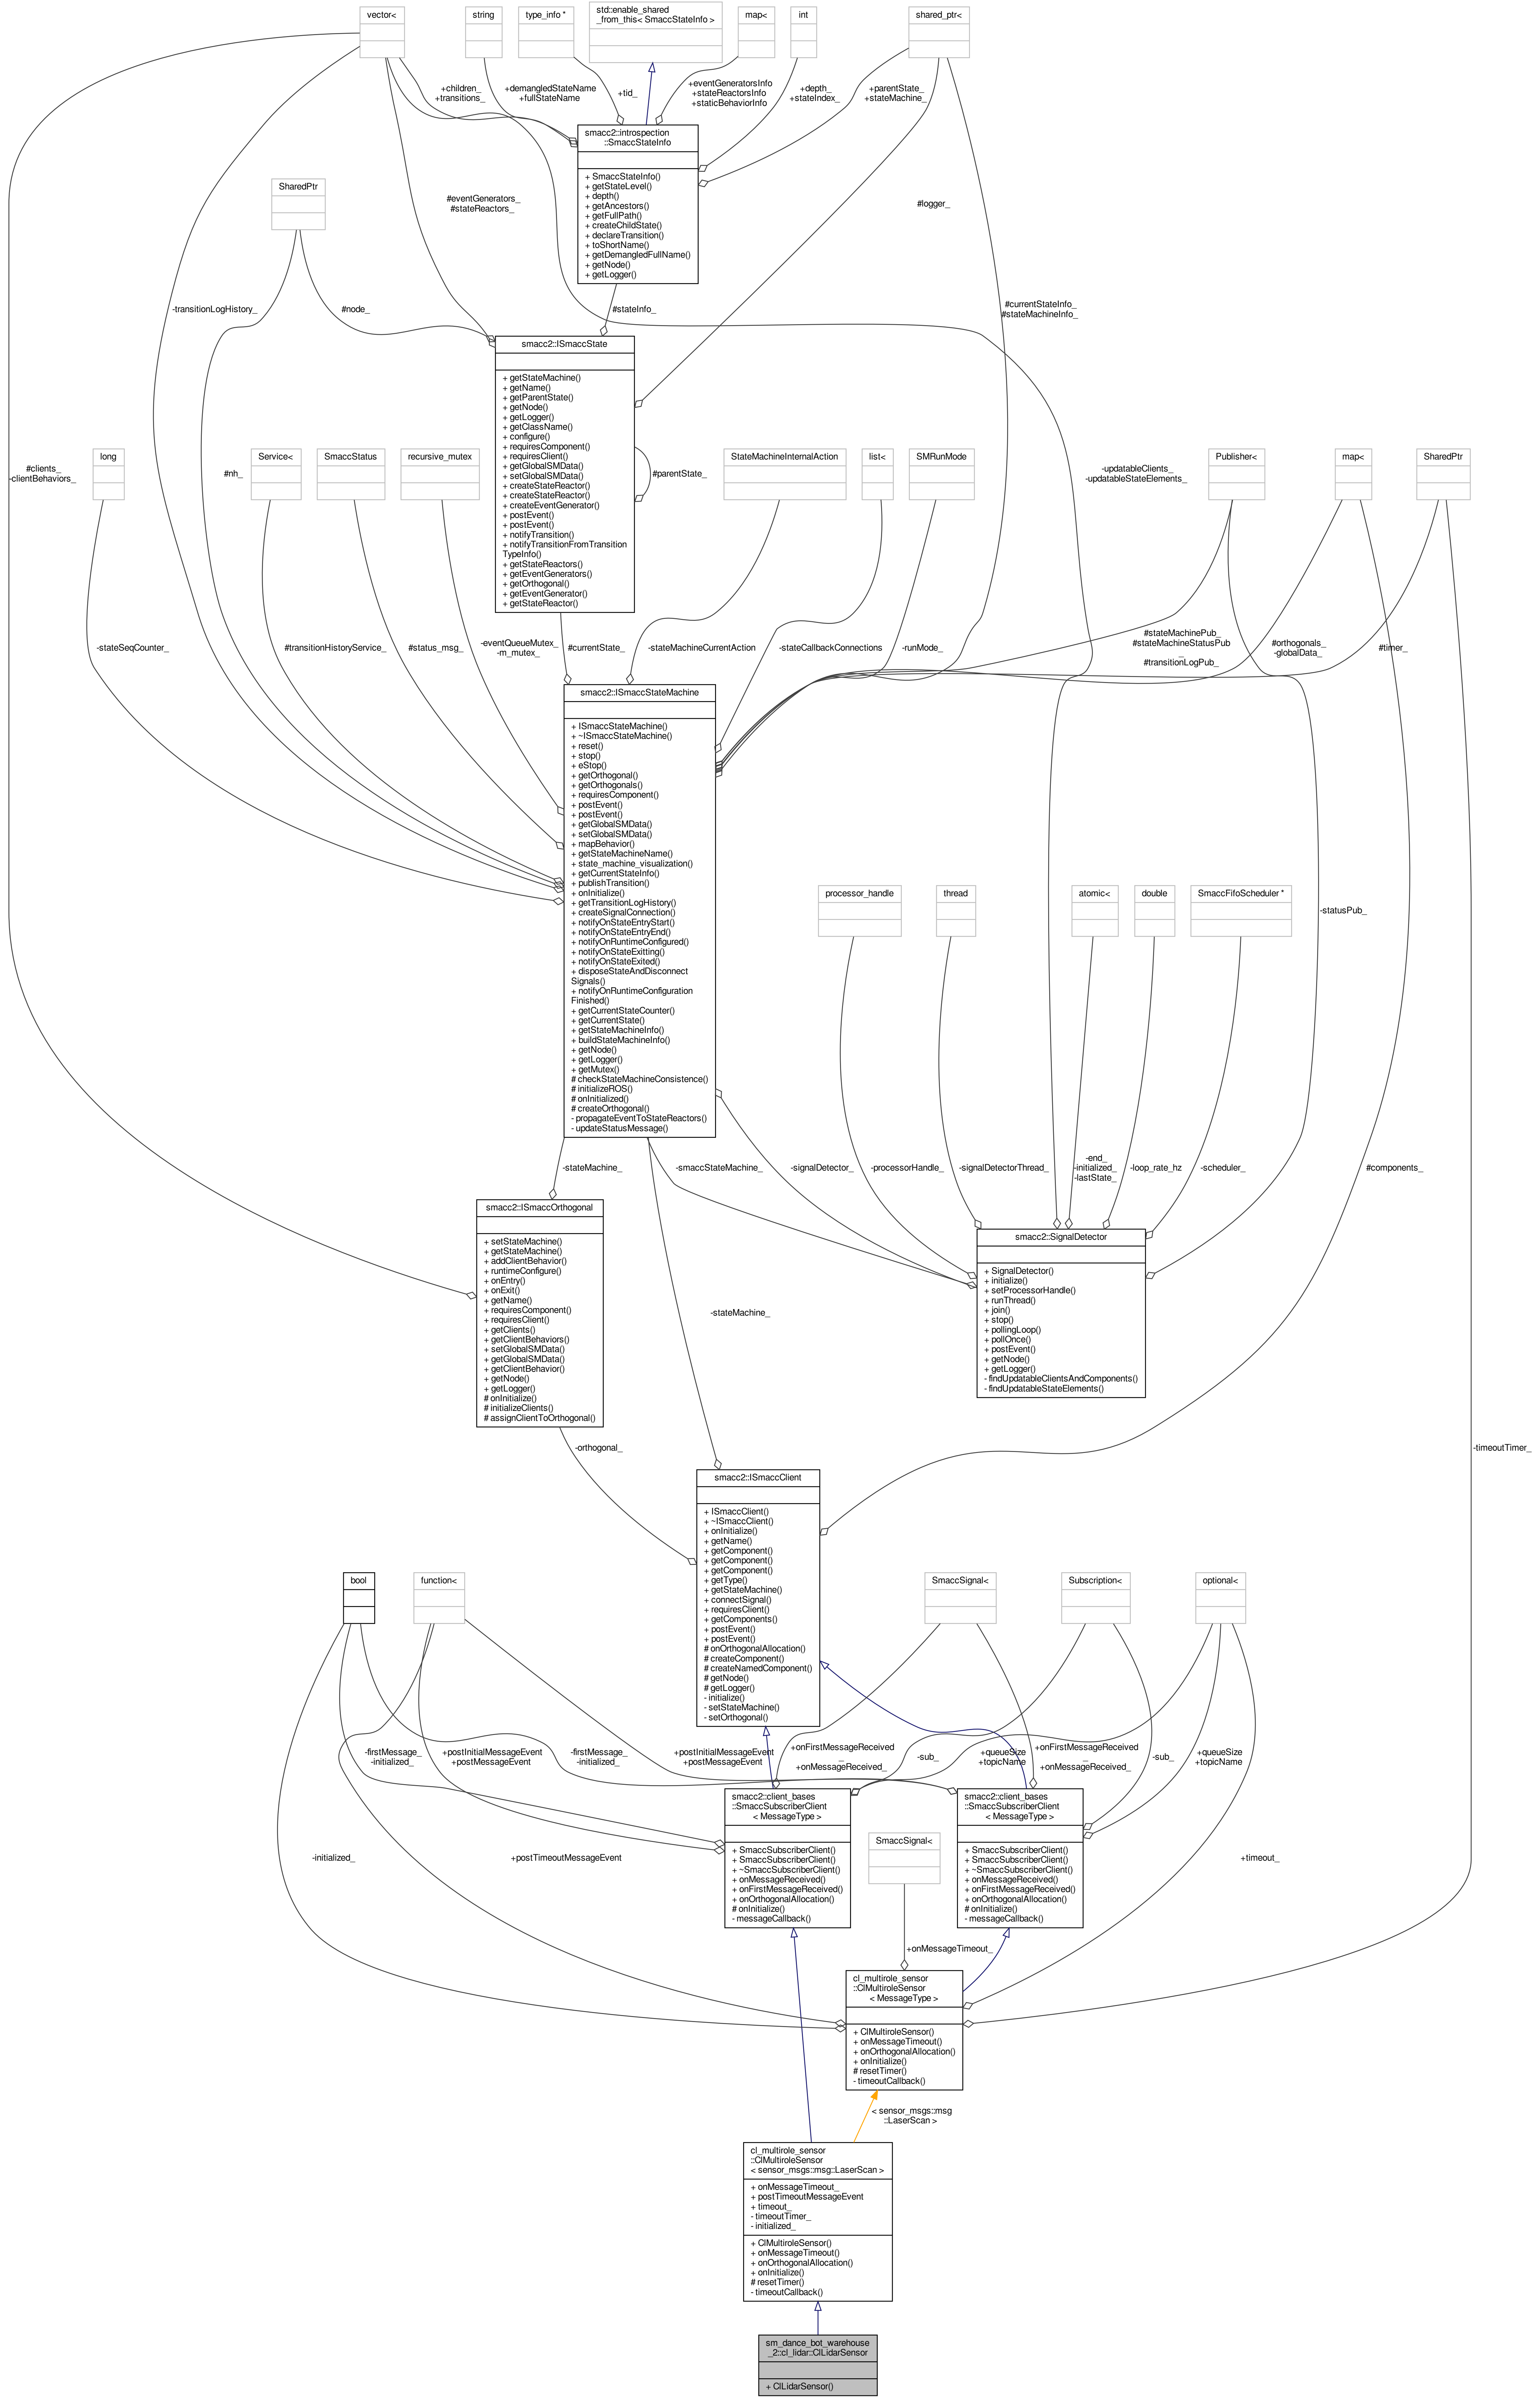 vector<
string
type_info *
std::enable_shared
_from_this< SmaccStateInfo >
map<
int
shared_ptr<
+children_
+transitions_
+demangledStateName
+fullStateName
+tid_
+eventGeneratorsInfo
+stateReactorsInfo
+staticBehaviorInfo
+depth_
+stateIndex_
+parentState_
+stateMachine_
smacc2::introspection
::SmaccStateInfo
+ SmaccStateInfo()
+ getStateLevel()
+ depth()
+ getAncestors()
+ getFullPath()
+ createChildState()
+ declareTransition()
+ toShortName()
+ getDemangledFullName()
+ getNode()
+ getLogger()
SharedPtr
#eventGenerators_
#stateReactors_
#logger_
-transitionLogHistory_
#node_
#stateInfo_
#currentStateInfo_
#stateMachineInfo_
smacc2::ISmaccState
+ getStateMachine()
+ getName()
+ getParentState()
+ getNode()
+ getLogger()
+ getClassName()
+ configure()
+ requiresComponent()
+ requiresClient()
+ getGlobalSMData()
+ setGlobalSMData()
+ createStateReactor()
+ createStateReactor()
+ createEventGenerator()
+ postEvent()
+ postEvent()
+ notifyTransition()
+ notifyTransitionFromTransition
TypeInfo()
+ getStateReactors()
+ getEventGenerators()
+ getOrthogonal()
+ getEventGenerator()
+ getStateReactor()
#parentState_
#clients_
-clientBehaviors_
long
#nh_
Service<
SmaccStatus
recursive_mutex
StateMachineInternalAction
list<
SMRunMode
-updatableClients_
-updatableStateElements_
Publisher<
map<
SharedPtr
-stateSeqCounter_
#transitionHistoryService_
#status_msg_
-eventQueueMutex_
-m_mutex_
#currentState_
-stateMachineCurrentAction
-stateCallbackConnections
-runMode_
#stateMachinePub_
#stateMachineStatusPub
_
#transitionLogPub_
#orthogonals_
-globalData_
#timer_
smacc2::ISmaccStateMachine
+ ISmaccStateMachine()
+ ~ISmaccStateMachine()
+ reset()
+ stop()
+ eStop()
+ getOrthogonal()
+ getOrthogonals()
+ requiresComponent()
+ postEvent()
+ postEvent()
+ getGlobalSMData()
+ setGlobalSMData()
+ mapBehavior()
+ getStateMachineName()
+ state_machine_visualization()
+ getCurrentStateInfo()
+ publishTransition()
+ onInitialize()
+ getTransitionLogHistory()
+ createSignalConnection()
+ notifyOnStateEntryStart()
+ notifyOnStateEntryEnd()
+ notifyOnRuntimeConfigured()
+ notifyOnStateExitting()
+ notifyOnStateExited()
+ disposeStateAndDisconnect
Signals()
+ notifyOnRuntimeConfiguration
Finished()
+ getCurrentStateCounter()
+ getCurrentState()
+ getStateMachineInfo()
+ buildStateMachineInfo()
+ getNode()
+ getLogger()
+ getMutex()
# checkStateMachineConsistence()
# initializeROS()
# onInitialized()
# createOrthogonal()
- propagateEventToStateReactors()
- updateStatusMessage()
processor_handle
thread
atomic<
double
SmaccFifoScheduler *
-statusPub_
-stateMachine_
-smaccStateMachine_
-signalDetector_
-processorHandle_
-signalDetectorThread_
-end_
-initialized_
-lastState_
-loop_rate_hz
-scheduler_
#components_
smacc2::ISmaccOrthogonal
+ setStateMachine()
+ getStateMachine()
+ addClientBehavior()
+ runtimeConfigure()
+ onEntry()
+ onExit()
+ getName()
+ requiresComponent()
+ requiresClient()
+ getClients()
+ getClientBehaviors()
+ setGlobalSMData()
+ getGlobalSMData()
+ getClientBehavior()
+ getNode()
+ getLogger()
# onInitialize()
# initializeClients()
# assignClientToOrthogonal()
smacc2::SignalDetector
+ SignalDetector()
+ initialize()
+ setProcessorHandle()
+ runThread()
+ join()
+ stop()
+ pollingLoop()
+ pollOnce()
+ postEvent()
+ getNode()
+ getLogger()
- findUpdatableClientsAndComponents()
- findUpdatableStateElements()
-stateMachine_
-orthogonal_
-timeoutTimer_
smacc2::ISmaccClient
+ ISmaccClient()
+ ~ISmaccClient()
+ onInitialize()
+ getName()
+ getComponent()
+ getComponent()
+ getComponent()
+ getType()
+ getStateMachine()
+ connectSignal()
+ requiresClient()
+ getComponents()
+ postEvent()
+ postEvent()
# onOrthogonalAllocation()
# createComponent()
# createNamedComponent()
# getNode()
# getLogger()
- initialize()
- setStateMachine()
- setOrthogonal()
bool
function<
SmaccSignal<
Subscription<
optional<
-firstMessage_
-initialized_
+postInitialMessageEvent
+postMessageEvent
-firstMessage_
-initialized_
+postInitialMessageEvent
+postMessageEvent
+onFirstMessageReceived
_
+onMessageReceived_
-sub_
+queueSize
+topicName
+onFirstMessageReceived
_
+onMessageReceived_
-sub_
+queueSize
+topicName
smacc2::client_bases
::SmaccSubscriberClient
< MessageType >
+ SmaccSubscriberClient()
+ SmaccSubscriberClient()
+ ~SmaccSubscriberClient()
+ onMessageReceived()
+ onFirstMessageReceived()
+ onOrthogonalAllocation()
# onInitialize()
- messageCallback()
smacc2::client_bases
::SmaccSubscriberClient
< MessageType >
+ SmaccSubscriberClient()
+ SmaccSubscriberClient()
+ ~SmaccSubscriberClient()
+ onMessageReceived()
+ onFirstMessageReceived()
+ onOrthogonalAllocation()
# onInitialize()
- messageCallback()
SmaccSignal<
-initialized_
+postTimeoutMessageEvent
+timeout_
+onMessageTimeout_
cl_multirole_sensor
::ClMultiroleSensor
< MessageType >
+ ClMultiroleSensor()
+ onMessageTimeout()
+ onOrthogonalAllocation()
+ onInitialize()
# resetTimer()
- timeoutCallback()
< sensor_msgs::msg
::LaserScan >
cl_multirole_sensor
::ClMultiroleSensor
< sensor_msgs::msg::LaserScan >
+ onMessageTimeout_
+ postTimeoutMessageEvent
+ timeout_
- timeoutTimer_
- initialized_
+ ClMultiroleSensor()
+ onMessageTimeout()
+ onOrthogonalAllocation()
+ onInitialize()
# resetTimer()
- timeoutCallback()
sm_dance_bot_warehouse
_2::cl_lidar::ClLidarSensor
+ ClLidarSensor()